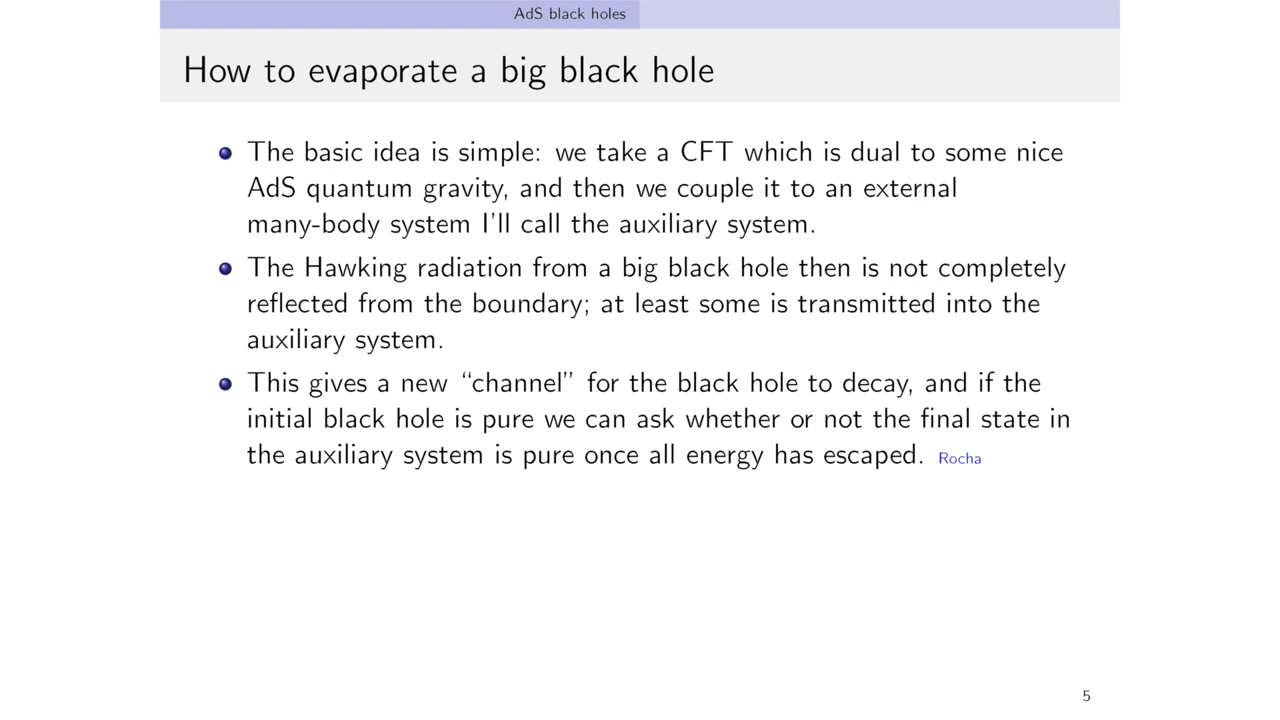 AdS black holes
How to evaporate a big black hole
The basic idea is simple: we take a CFT which is dual to some nice
AdS quantum gravity, and then we couple it to an external
many-body system I’ll call the auxiliary system.
The Hawking radiation from a big black hole then is not completely
reflected from the boundary; at least some is transmitted into the
auxiliary system.
This gives a new “channel” for the black hole to decay, and if the
initial black hole is pure we can ask whether or not the final state in
the auxiliary system is pure once all energy has escaped. Rocha
5